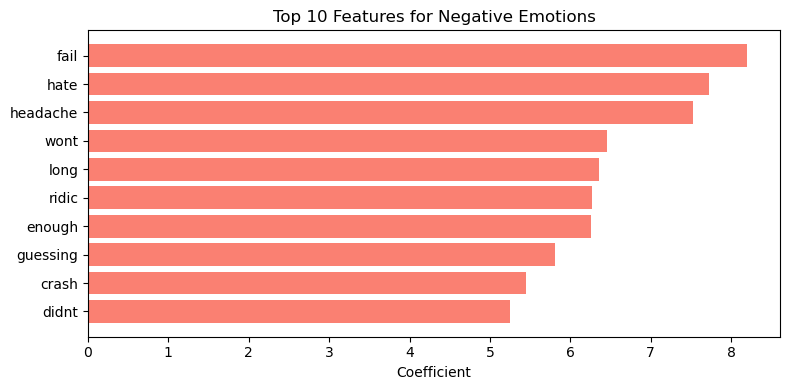 Top 10 Features for Negative Emotions
fail
hate
headache
wont
long
ridic
enough
guessing
crash
didnt
0 1 2 3 4 5 6 7 8
Coefficient